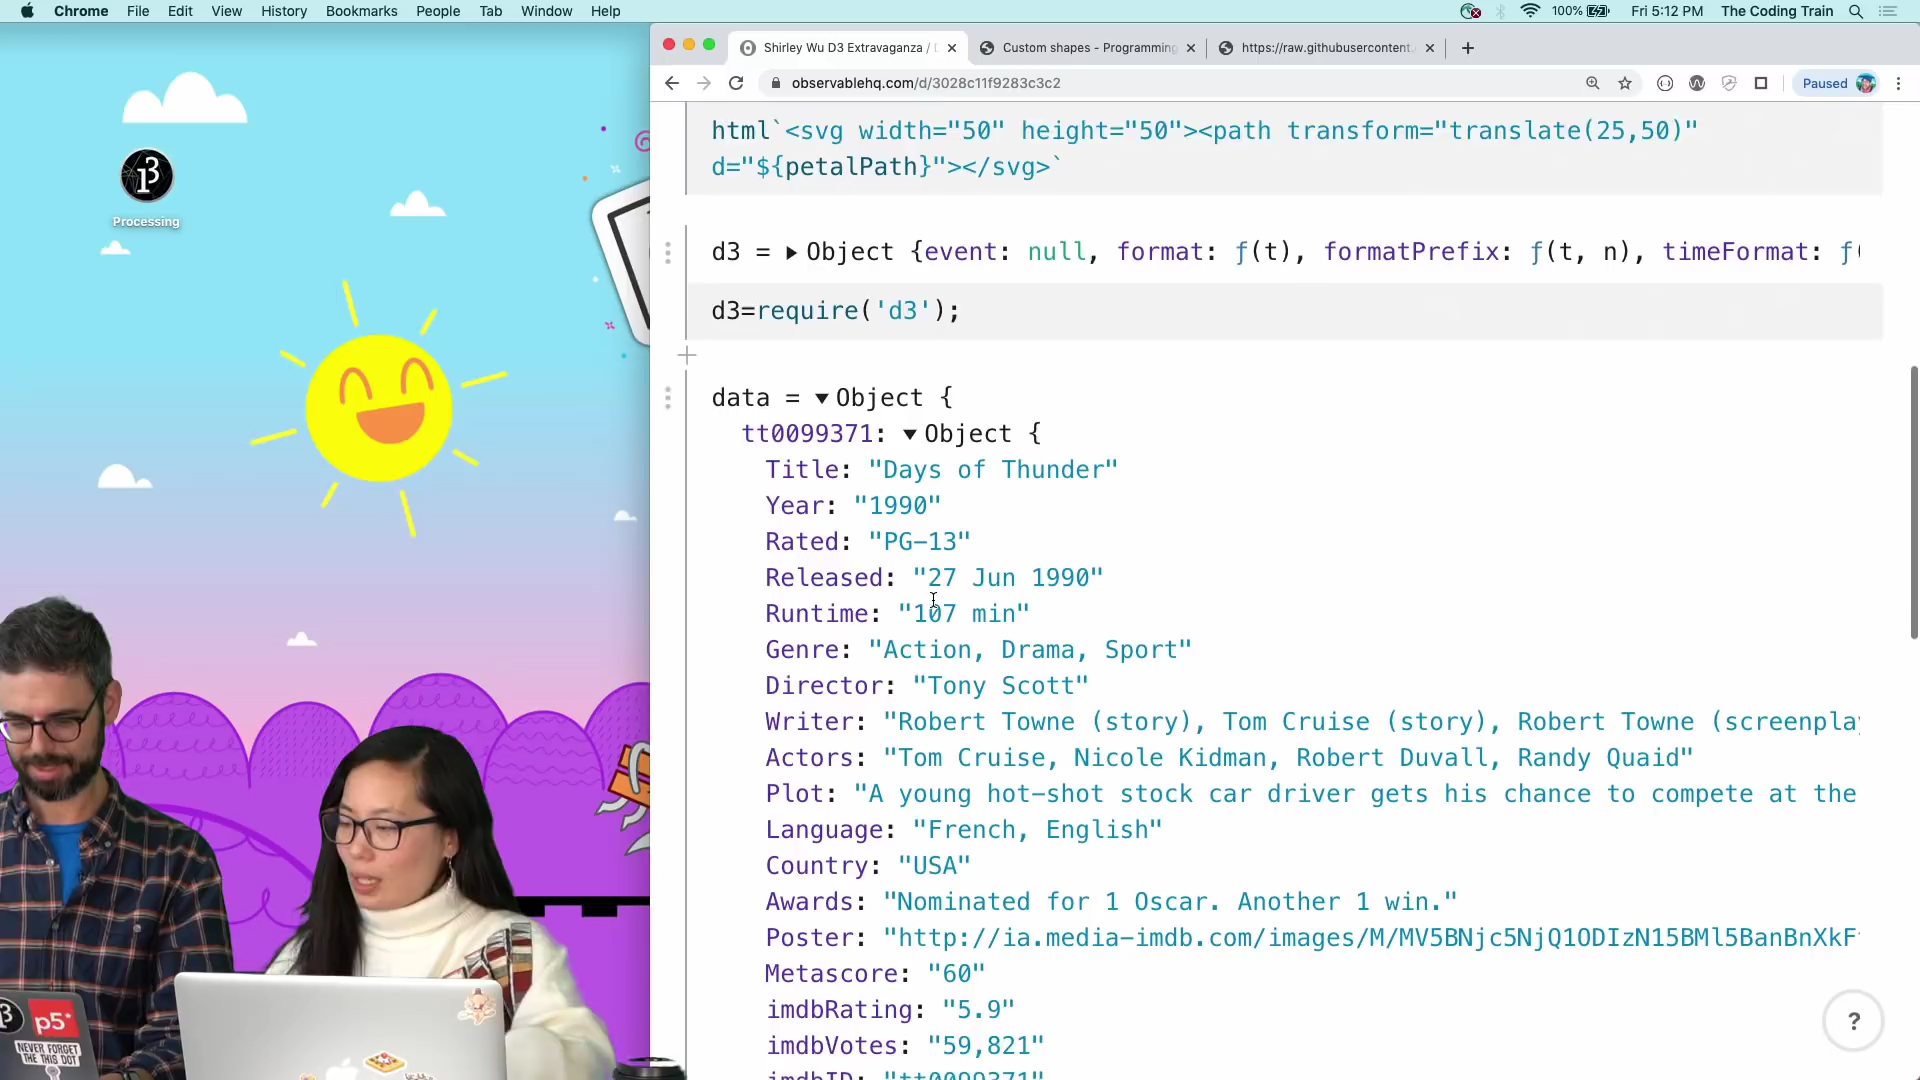 Chrome File Edit View History Bookmarks People Tab Window Help 100% Fri 5:12 PM The Coding Train
Shirley Wu D3 Extravaganza /
Custom shapes - Programming
https://raw.githubusercontent.
observablehq.com/d/3028c11f9283c3c2
Paused
html`<svg width="50" height="50"><path transform="translate(25,50)"
d="${petalPath}"></svg>`
d3 = Object {event: null, format: ƒ(t), formatPrefix: ƒ(t, n), timeFormat: ƒ(
d3=require('d3');
data = Object {
tt0099371: Object {
Title: "Days of Thunder"
Year: "1990"
Rated: "PG-13"
Released: "27 Jun 1990"
Runtime: "107 min"
Genre: "Action, Drama, Sport"
Director: "Tony Scott"
Writer: "Robert Towne (story), Tom Cruise (story), Robert Towne (screenplay
Actors: "Tom Cruise, Nicole Kidman, Robert Duvall, Randy Quaid"
Plot: "A young hot-shot stock car driver gets his chance to compete at the
Language: "French, English"
Country: "USA"
Awards: "Nominated for 1 Oscar. Another 1 win."
Poster: "http://ia.media-imdb.com/images/M/MV5BNjc5NjQ1ODIzN15BMl5BanBnXkF
Metascore: "60"
imdbRating: "5.9"
imdbVotes: "59,821"
imdbID: "tt0099371"
?
Processing
p5*
NEVER FORGET
THE THIS DOT